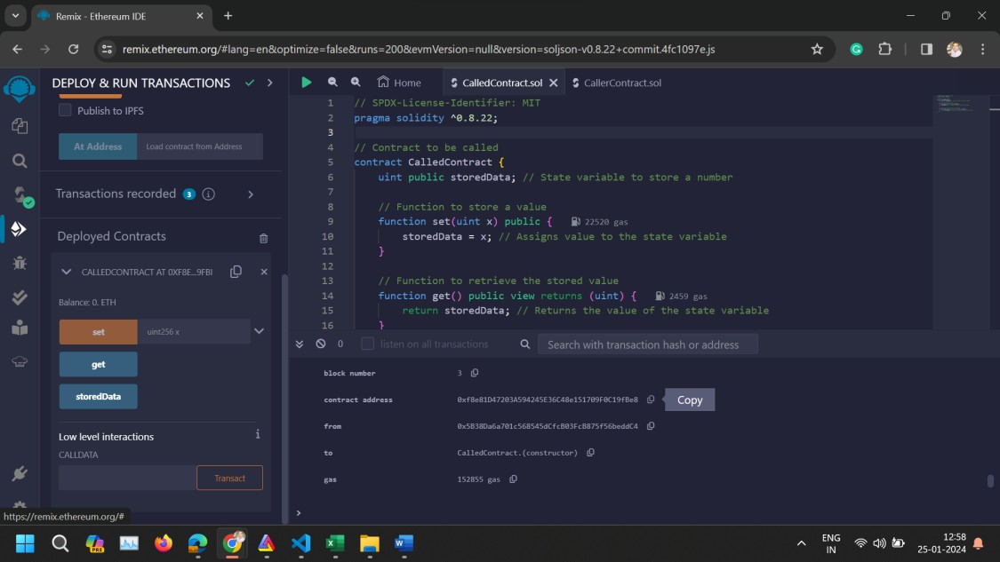 Remix - Ethereum IDE
remix.ethereum.org/#lang=en&optimize=false&runs=200&evmVersion=null&version=soljson-v0.8.22+commit.4fc1097e.js
DEPLOY & RUN TRANSACTIONS
Publish to IPFS
At Address
Load contract from Address
Transactions recorded 3 i
Deployed Contracts
CALLEDCONTRACT AT 0XF8E...9FBI
Balance: 0. ETH
set
uint256 x
get
storedData
Low level interactions
i
CALLDATA
Transact
https://remix.ethereum.org/#
Home
CalledContract.sol
CallerContract.sol
1 // SPDX-License-Identifier: MIT
2 pragma solidity ^0.8.22;
3
4 // Contract to be called
5 contract CalledContract {
6 uint public storedData; // State variable to store a number
7
8 // Function to store a value
9 function set(uint x) public { 22520 gas
10 storedData = x; // Assigns value to the state variable
11 }
12
13 // Function to retrieve the stored value
14 function get() public view returns (uint) { 2459 gas
15 return storedData; // Returns the value of the state variable
16 }
0
listen on all transactions
Search with transaction hash or address
block number 3
contract address 0xf8e81D47203A594245E36C48e151709F0C19fBe8
Copy
from 0x5B38Da6a701c568545dCfcB03FcB875f56beddC4
to CalledContract.(constructor)
gas 152855 gas
>
PRE
ENG
IN
12:58
25-01-2024